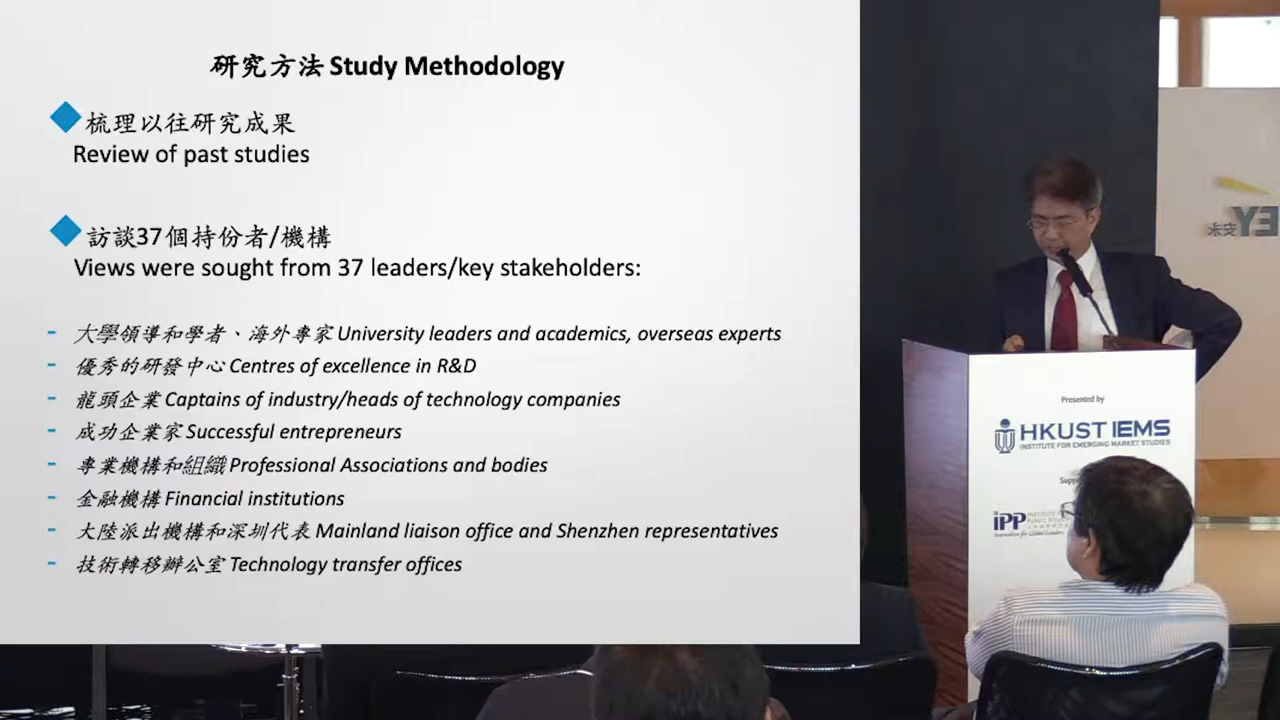 研究方法 Study Methodology
梳理以往研究成果
Review of past studies
訪談37個持份者/機構
Views were sought from 37 leaders/key stakeholders:
- 大學領導和學者、海外專家 University leaders and academics, overseas experts
- 優秀的研發中心 Centres of excellence in R&D
- 龍頭企業 Captains of industry/heads of technology companies
- 成功企業家 Successful entrepreneurs
- 專業機構和組織 Professional Associations and bodies
- 金融機構 Financial institutions
- 大陸派出機構和深圳代表 Mainland liaison office and Shenzhen representatives
- 技術轉移辦公室 Technology transfer offices
EY
安永
Presented by
HKUST IEMS
INSTITUTE FOR EMERGING MARKET STUDIES
iPP